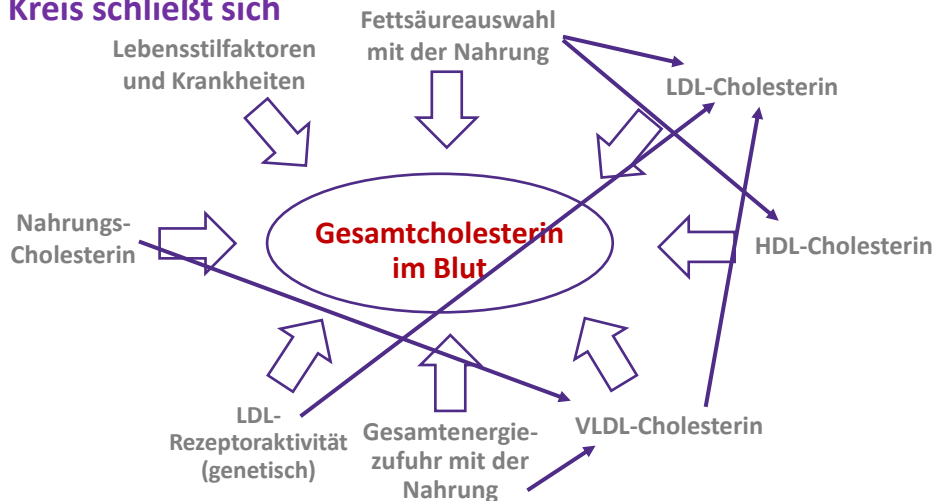 Kreis schließt sich
Lebensstilfaktoren
und Krankheiten
Fettsäureauswahl
mit der Nahrung
LDL-Cholesterin
Nahrungs-
Cholesterin
Gesamtcholesterin
im Blut
HDL-Cholesterin
LDL-
Rezeptoraktivität
(genetisch)
Gesamtenergie-
zufuhr mit der
Nahrung
VLDL-Cholesterin